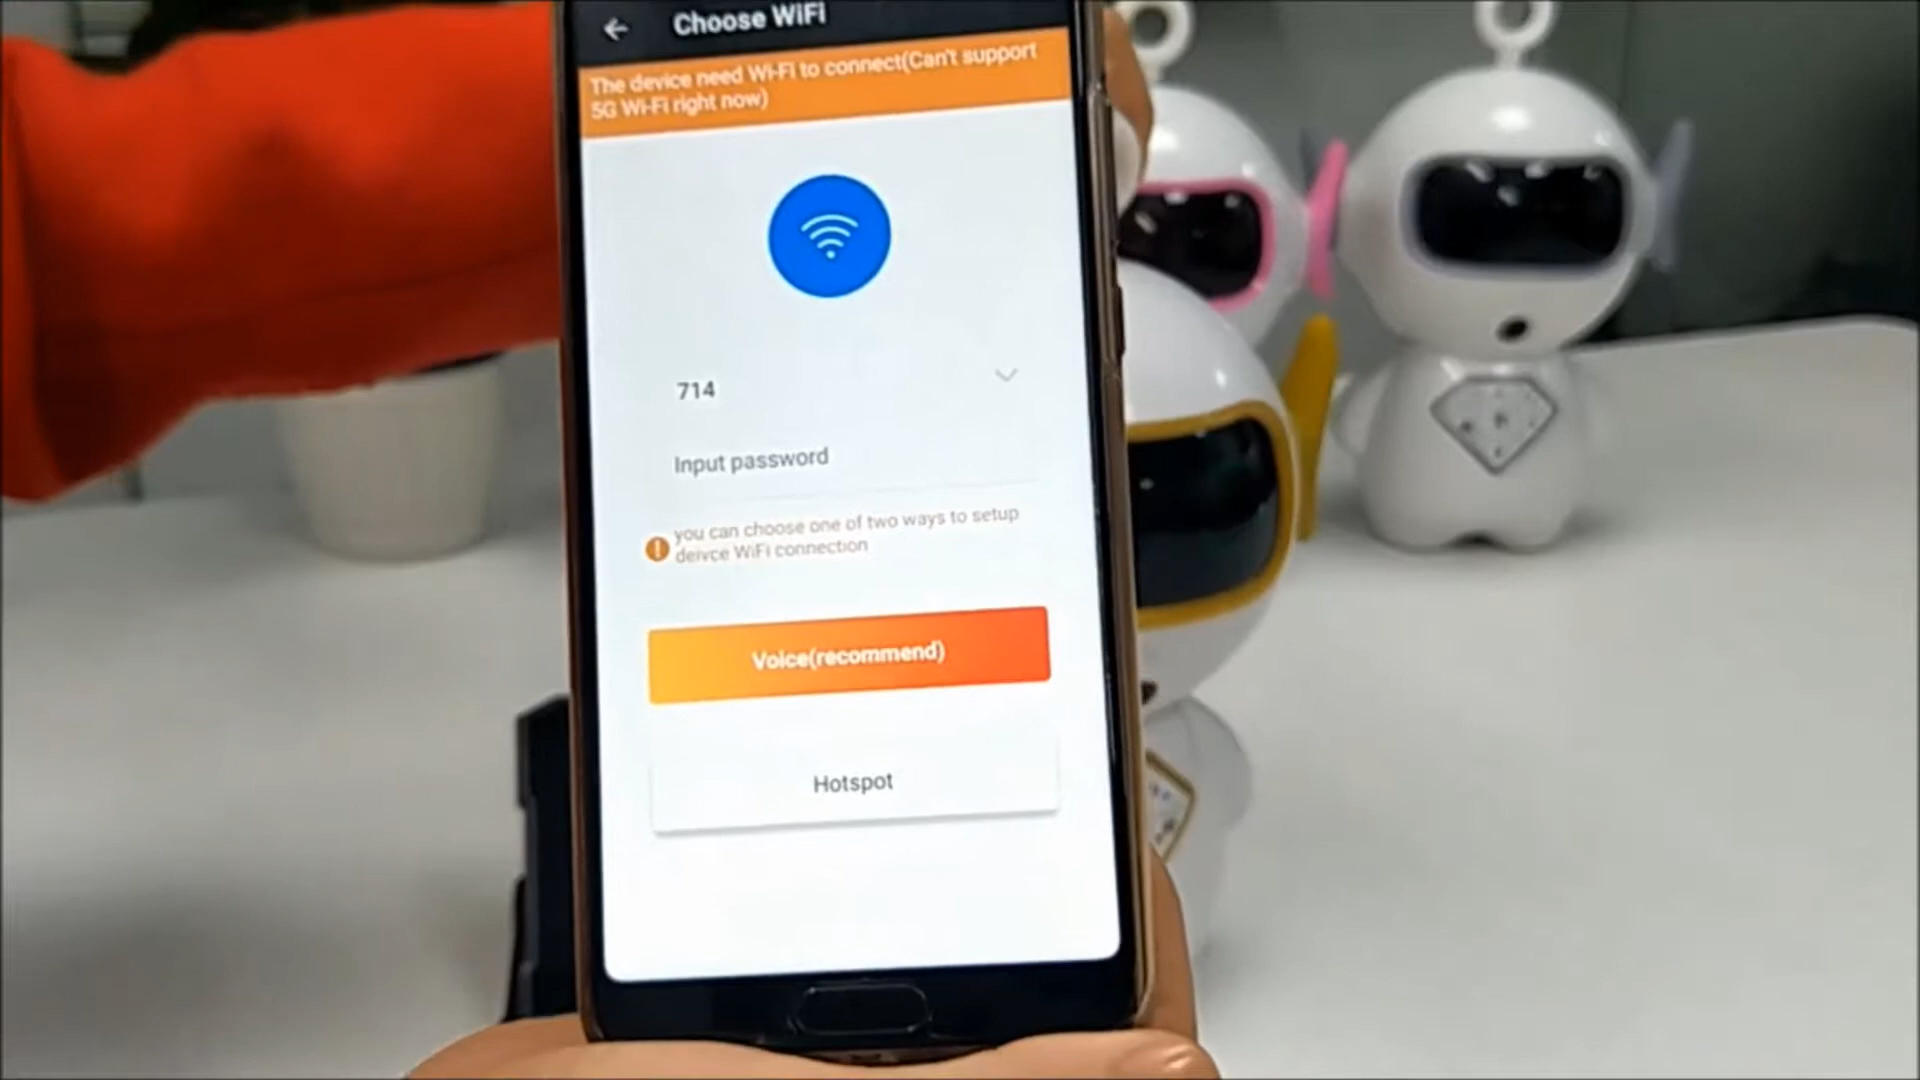 Choose WiFi
The device need Wi-Fi to connect(Can't support
5G Wi-Fi right now)
714
Input password
you can choose one of two ways to setup
deivce WiFi connection
Voice(recommend)
Hotspot